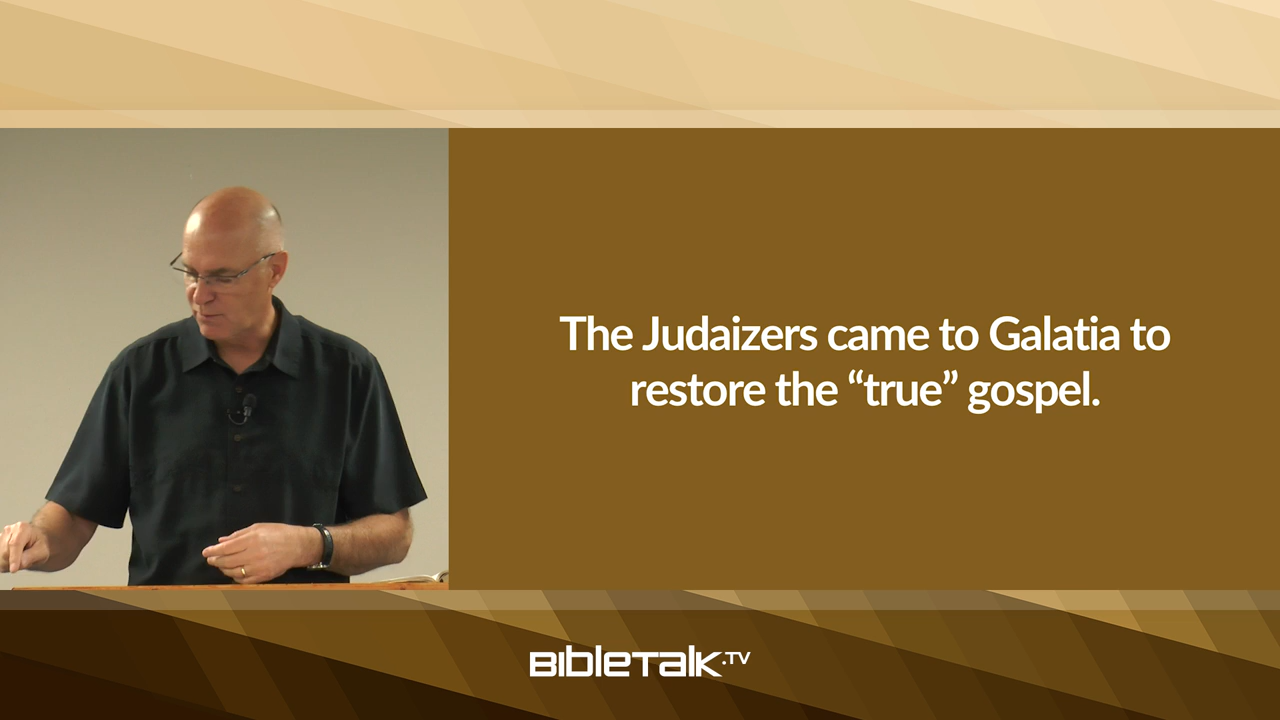 The Judaizers came to Galatia to
restore the “true” gospel.
BIBLETALK.TV